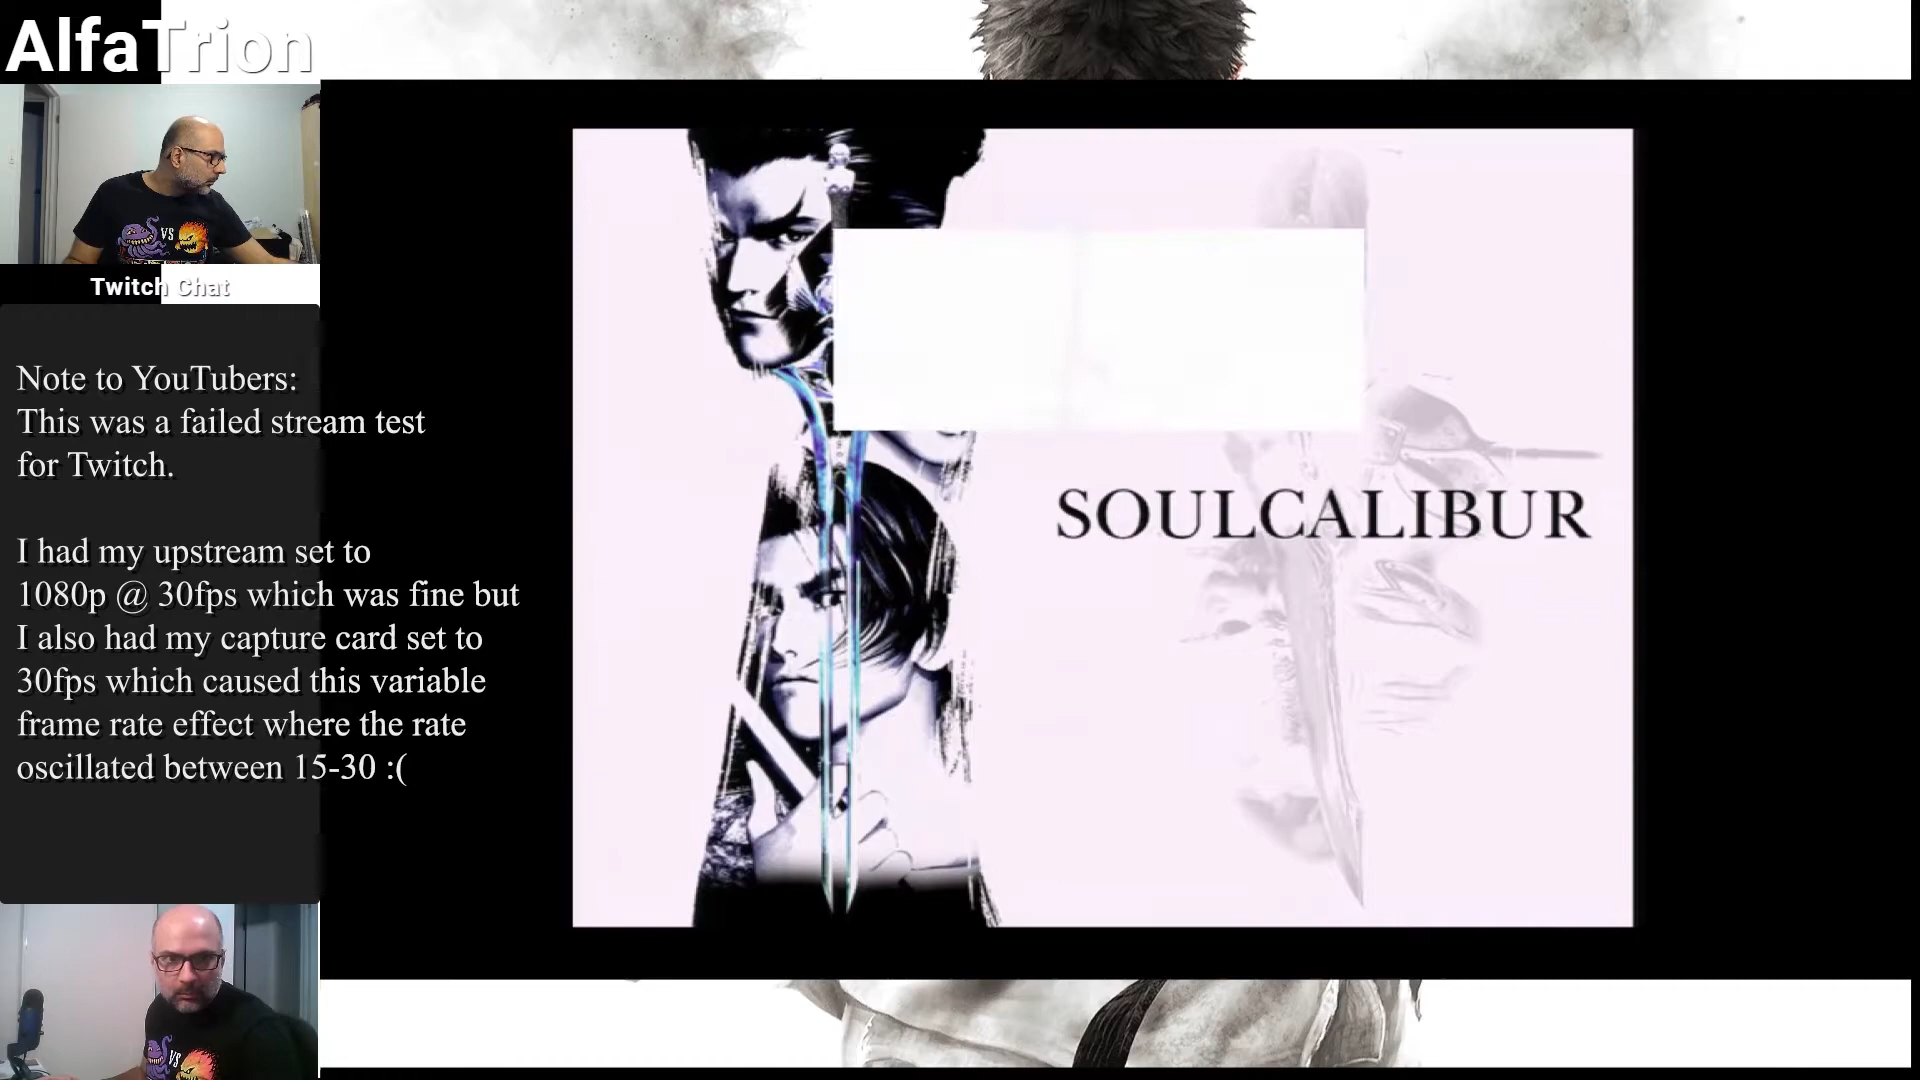 AlfaTrion
VS
Twitch Chat
Note to YouTubers:
This was a failed stream test
for Twitch.
I had my upstream set to
1080p @ 30fps which was fine but
I also had my capture card set to
30fps which caused this variable
frame rate effect where the rate
oscillated between 15-30 :(
SOULCALIBUR
VS